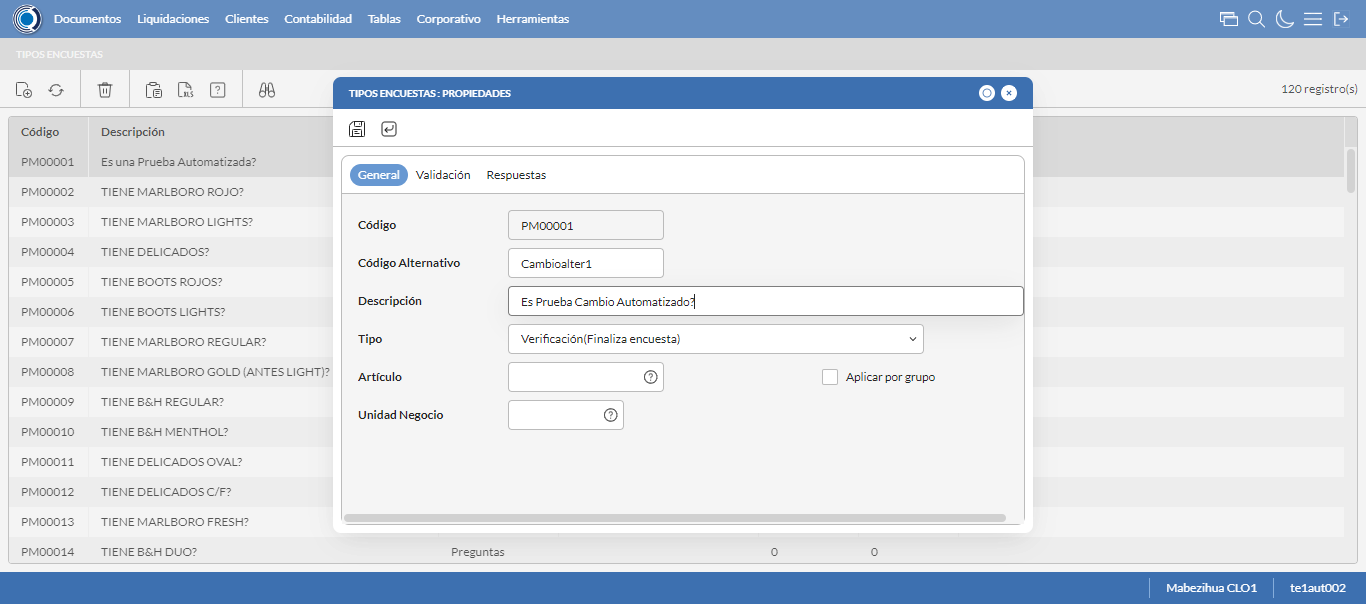 Documentos Liquidaciones Clientes Contabilidad Tablas Corporativo Herramientas
TIPOS ENCUESTAS
XLS
120 registro(s)
TIPOS ENCUESTAS : PROPIEDADES
General Validación Respuestas
Código PM00001
Código Alternativo Cambioalter1
Descripción Es Prueba Cambio Automatizado?
Tipo Verificación(Finaliza encuesta)
Artículo ? Aplicar por grupo
Unidad Negocio ?
Código Descripción
PM00001 Es una Prueba Automatizada?
PM00002 TIENE MARLBORO ROJO?
PM00003 TIENE MARLBORO LIGHTS?
PM00004 TIENE DELICADOS?
PM00005 TIENE BOOTS ROJOS?
PM00006 TIENE BOOTS LIGHTS?
PM00007 TIENE MARLBORO REGULAR?
PM00008 TIENE MARLBORO GOLD (ANTES LIGHT)?
PM00009 TIENE B&H REGULAR?
PM00010 TIENE B&H MENTHOL?
PM00011 TIENE DELICADOS OVAL?
PM00012 TIENE DELICADOS C/F?
PM00013 TIENE MARLBORO FRESH?
PM00014 TIENE B&H DUO? Preguntas 0 0
Mabezihua CLO1 te1aut002